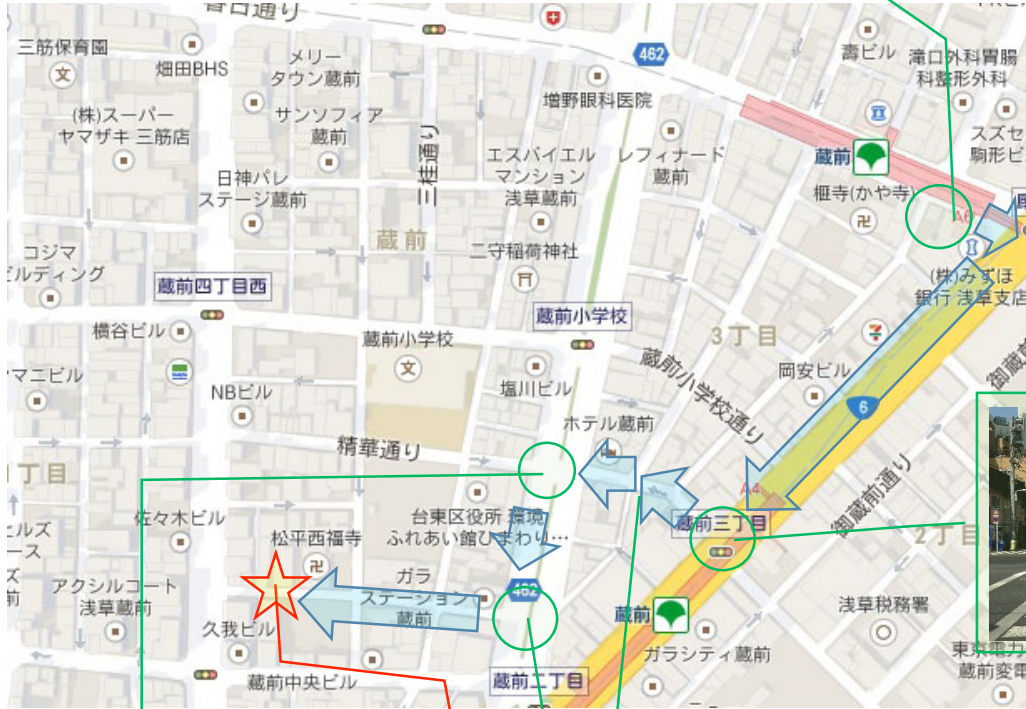 春日通り
三筋保育園
畑田BHS
メリー
タウン蔵前
462
増野眼科医院
壽ビル
滝口外科胃腸
科整形外科
(株)スーパー
ヤマザキ 三筋店
サンソフィア
蔵前
三桂通り
エスパイエル
マンション
浅草蔵前
レフィナード
蔵前
蔵前
スズセ
駒形ビ
日神パレ
ステージ蔵前
榧寺(かや寺)
A6
蔵前
コジマ
ビルディング
二守稲荷神社
(株)みずほ
銀行 浅草支店
蔵前四丁目西
蔵前小学校
横谷ビル
蔵前小学校
3丁目
マニビル
NBビル
塩川ビル
蔵前小学校通り
岡安ビル
御蔵前
6
ホテル蔵前
精華通り
丁目
A4
御蔵前通り
佐々木ビル
台東区役所 環境
ふれあい館ひまわり…
蔵前三丁目
2丁目
松平西福寺
アクシルコート
浅草蔵前
ガラ
ステーション
蔵前
462
蔵前
浅草税務署
久我ビル
ガラシティ蔵前
東京電力
蔵前変電
蔵前中央ビル
蔵前二丁目